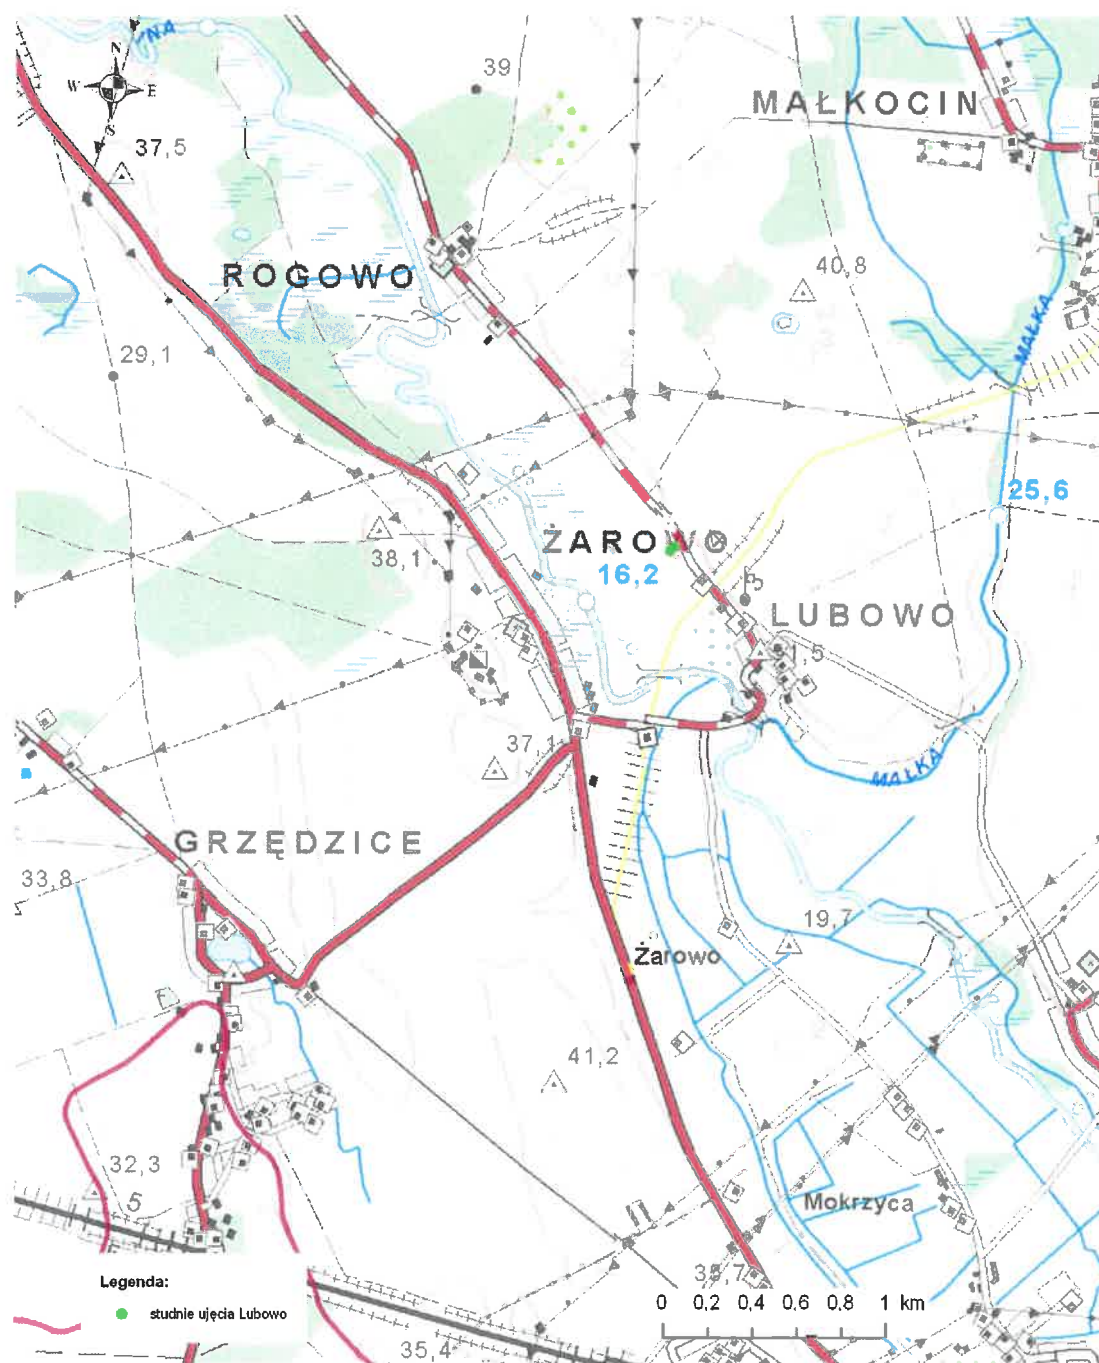 NA
N
W E
S
39
MAŁKOCIN
37,5
ROGOWO
40,8
MAŁKA
29,1
25,6
ŻAROWO
38,1
16,2
LUBOWO
,5
37,1
MAŁKA
GRZĘDZICE
33,8
19,7
Żarowo
41,2
32,3
5
Mokrzyca
Legenda:
studnie ujęcia Lubowo
0 0,2 0,4 0,6 0,8 1 km
35,4